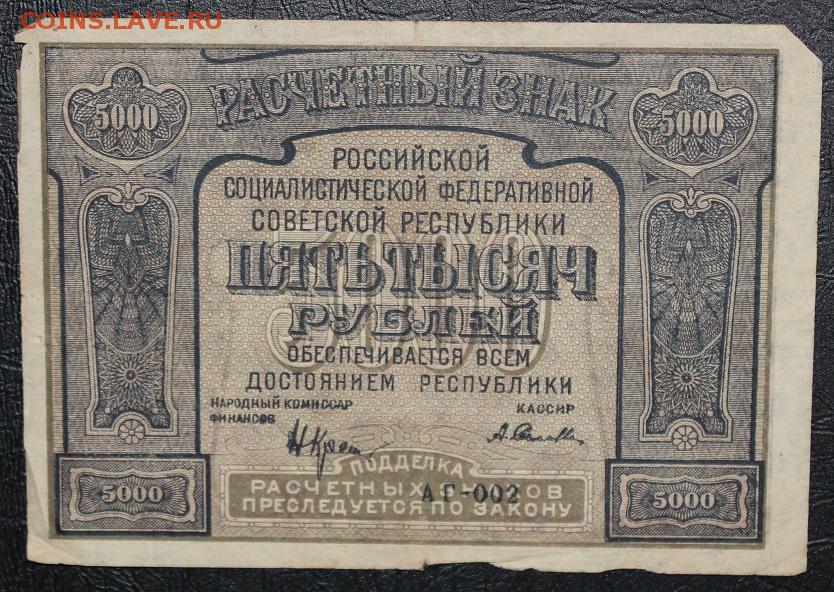 COINS.LAVE.RU
РАСЧЕТНЫЙ ЗНАК
5000
5000
РОССИЙСКОЙ
СОЦИАЛИСТИЧЕСКОЙ ФЕДЕРАТИВНОЙ
СОВЕТСКОЙ РЕСПУБЛИКИ
5000
ПЯТЬ ТЫСЯЧ
РУБЛЕЙ
ОБЕСПЕЧИВАЕТСЯ ВСЕМ
ДОСТОЯНИЕМ РЕСПУБЛИКИ
НАРОДНЫЙ КОМИССАР
ФИНАНСОВ
КАССИР
ПОДДЕЛКА
РАСЧЕТНЫХ
АГ-002
ПРЕСЛЕДУЕТСЯ ПО ЗАКОНУ
5000
5000